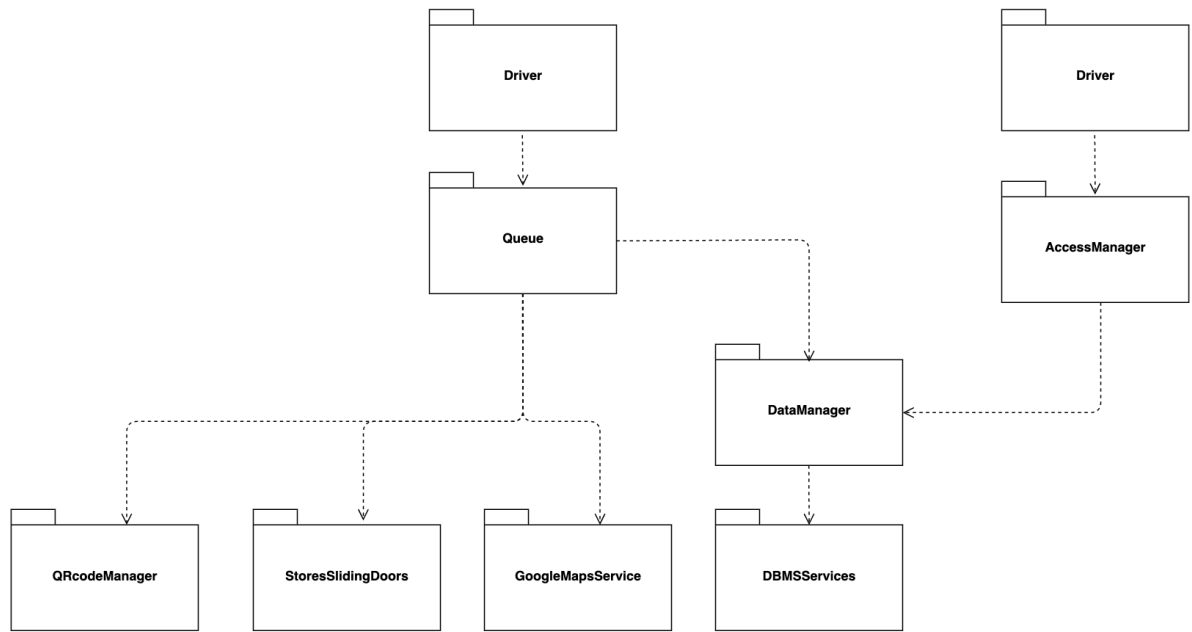 Driver
Driver
Queue
AccessManager
DataManager
QRcodeManager
StoresSlidingDoors
GoogleMapsService
DBMSServices